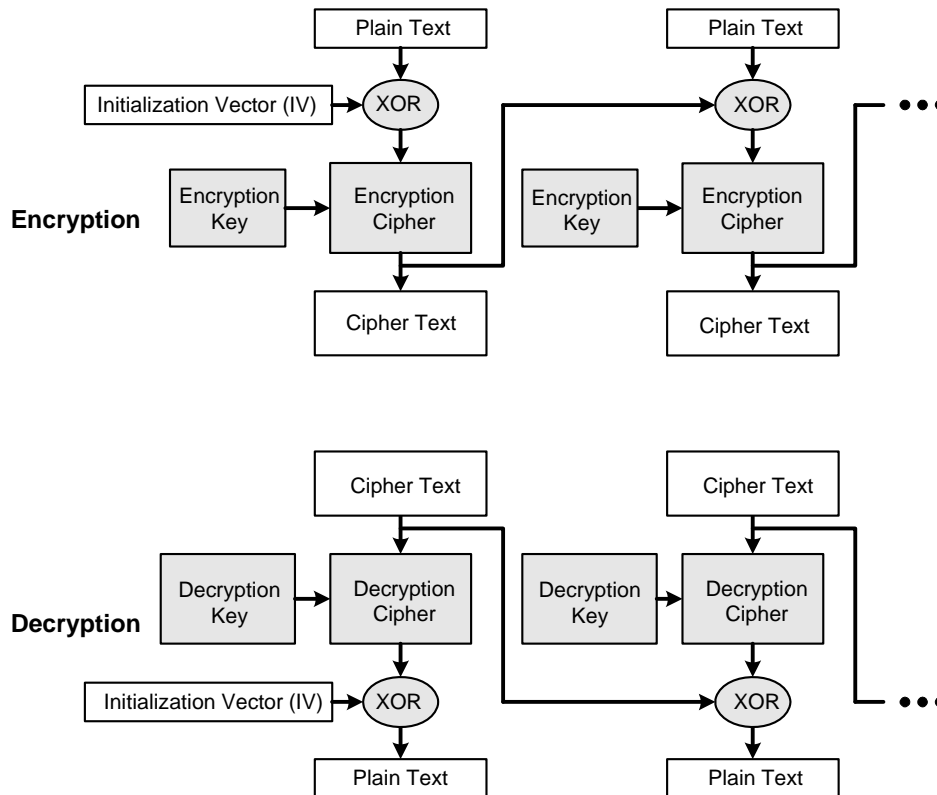 Plain Text
Plain Text
Initialization Vector (IV)
XOR
XOR
Encryption
Encryption
Key
Encryption
Cipher
Encryption
Key
Encryption
Cipher
Cipher Text
Cipher Text
Cipher Text
Cipher Text
Decryption
Decryption
Key
Decryption
Cipher
Decryption
Key
Decryption
Cipher
Initialization Vector (IV)
XOR
XOR
Plain Text
Plain Text